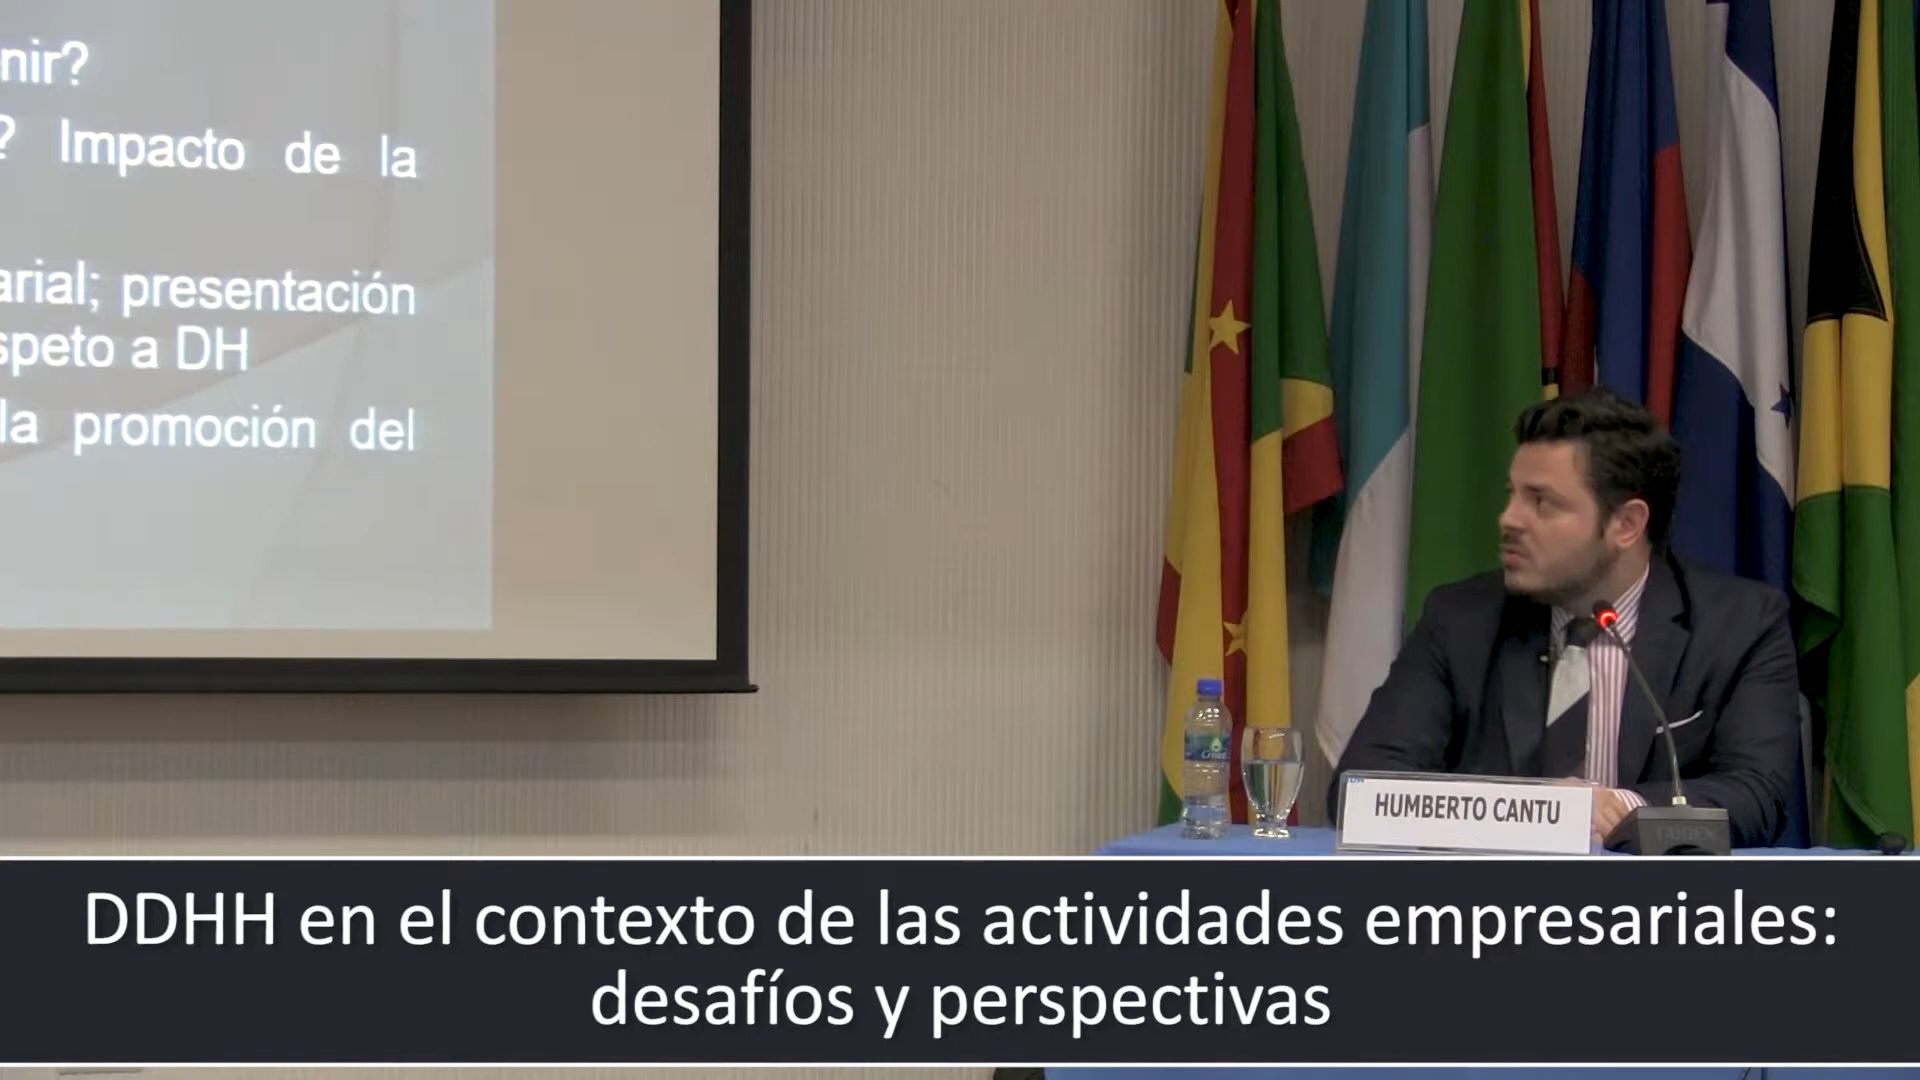 nir?
? Impacto de la
arial; presentación
speto a DH
la promoción del
HUMBERTO CANTU
DDHH en el contexto de las actividades empresariales:
desafíos y perspectivas